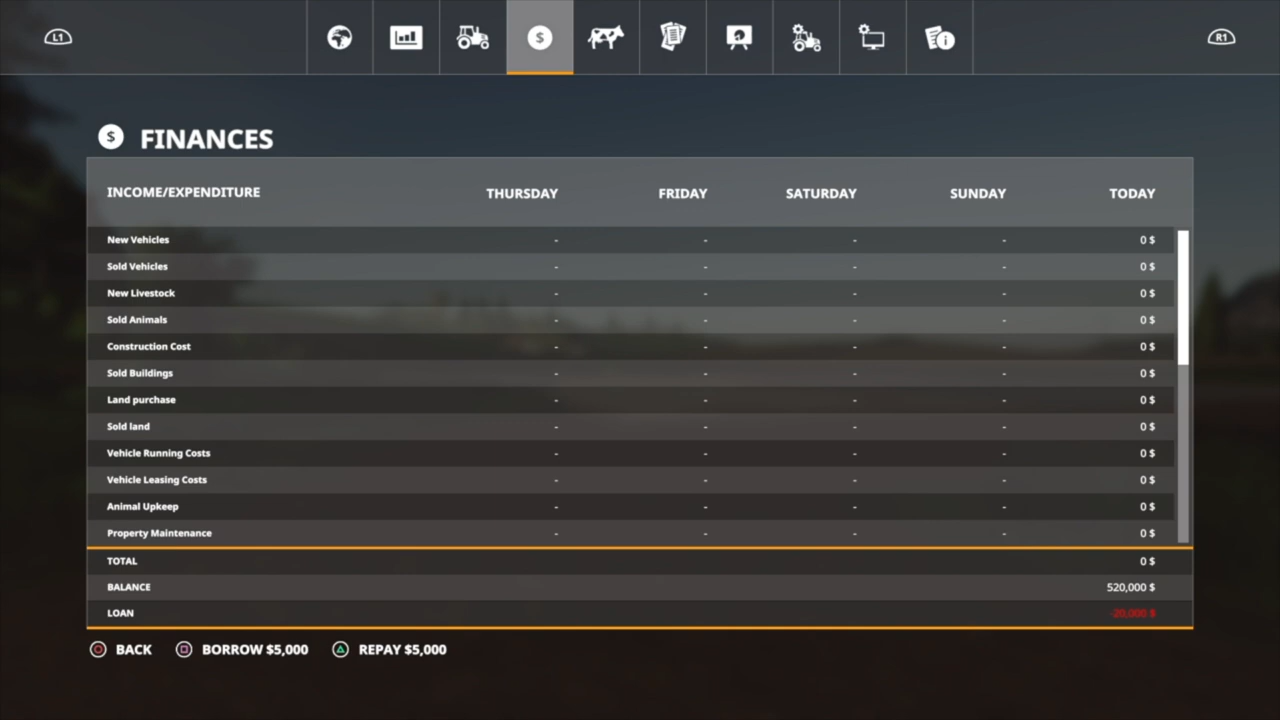 L1 $ R1
$ FINANCES
INCOME/EXPENDITURE THURSDAY FRIDAY SATURDAY SUNDAY TODAY
New Vehicles - - - - 0 $
Sold Vehicles - - - - 0 $
New Livestock - - - - 0 $
Sold Animals - - - - 0 $
Construction Cost - - - - 0 $
Sold Buildings - - - - 0 $
Land purchase - - - - 0 $
Sold land - - - - 0 $
Vehicle Running Costs - - - - 0 $
Vehicle Leasing Costs - - - - 0 $
Animal Upkeep - - - - 0 $
Property Maintenance - - - - 0 $
TOTAL 0 $
BALANCE 520,000 $
LOAN -20,000 $
BACK BORROW $5,000 REPAY $5,000